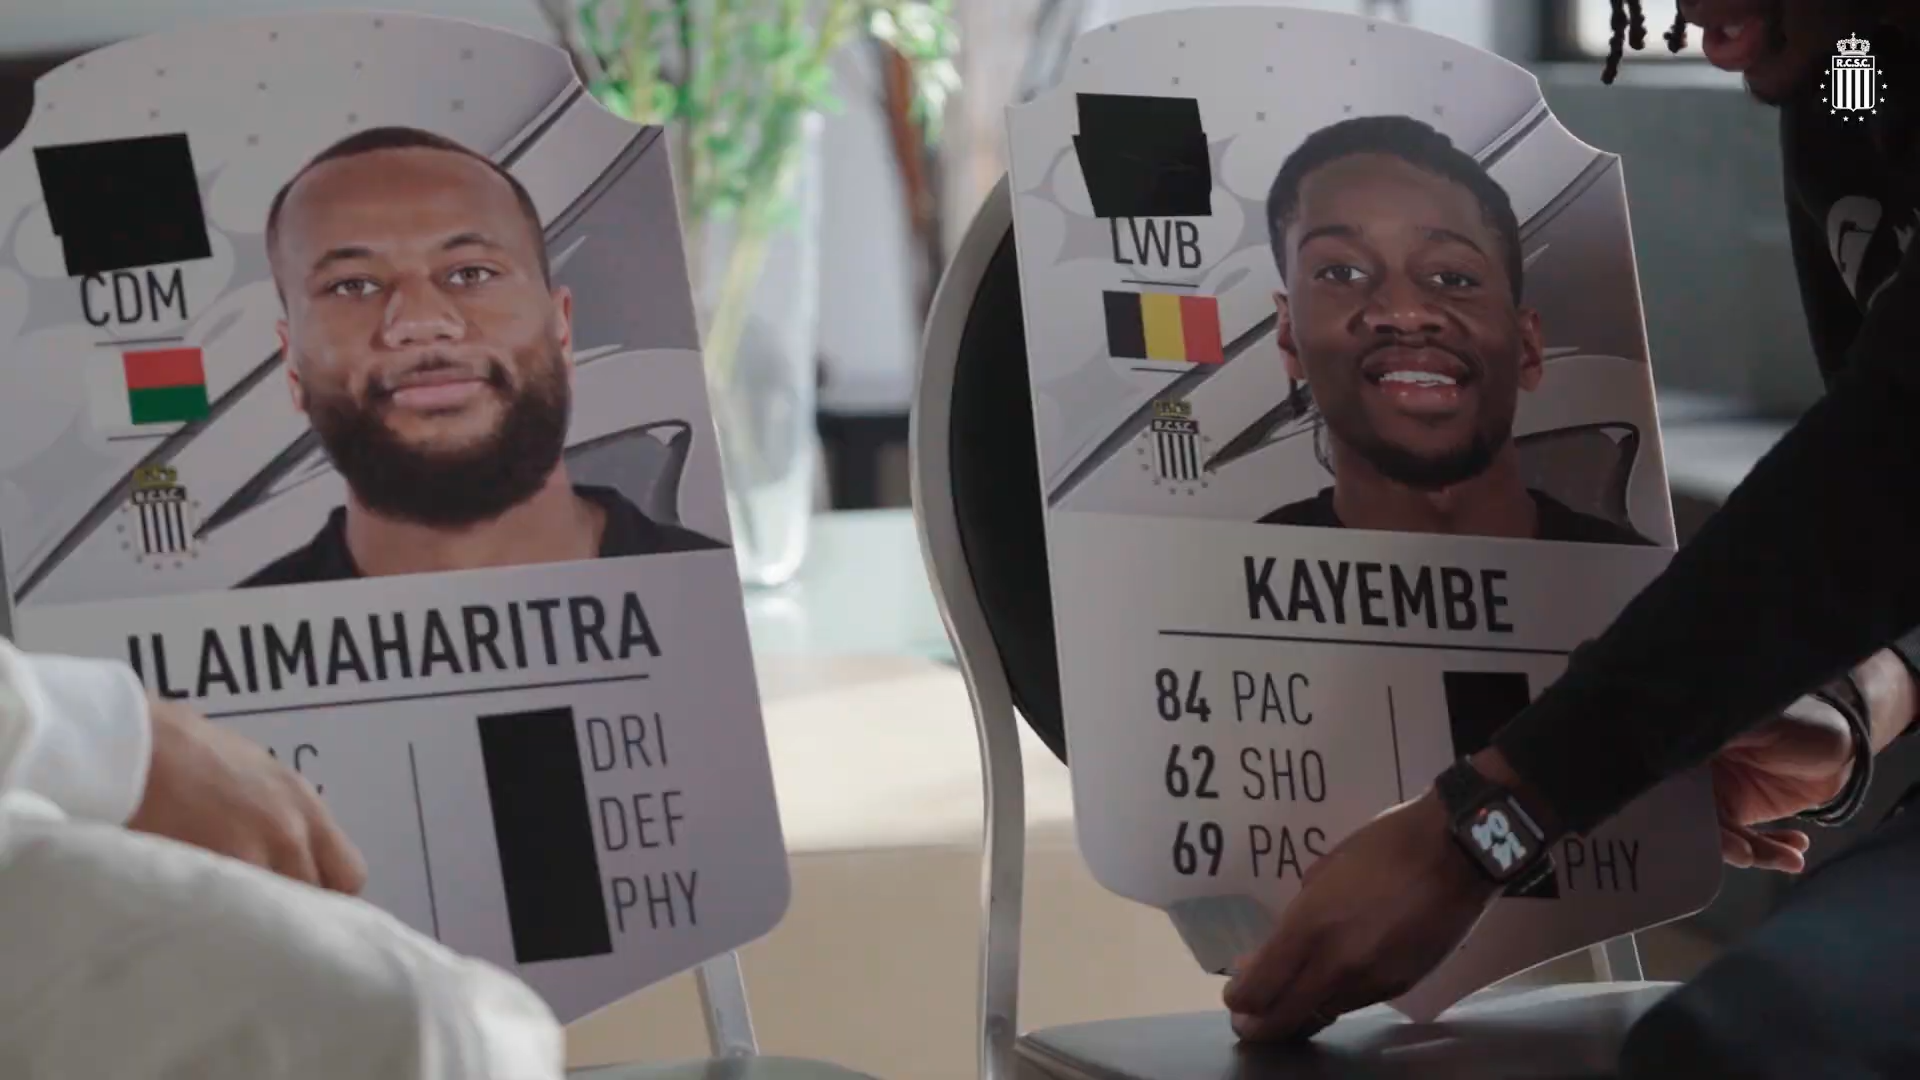 R.C.S.C.
CDM
R.C.S.C.
ILAIMAHARITRA
DRI
DEF
PHY
LWB
R.C.S.C.
KAYEMBE
84 PAC
62 SHO
69 PAS
PHY